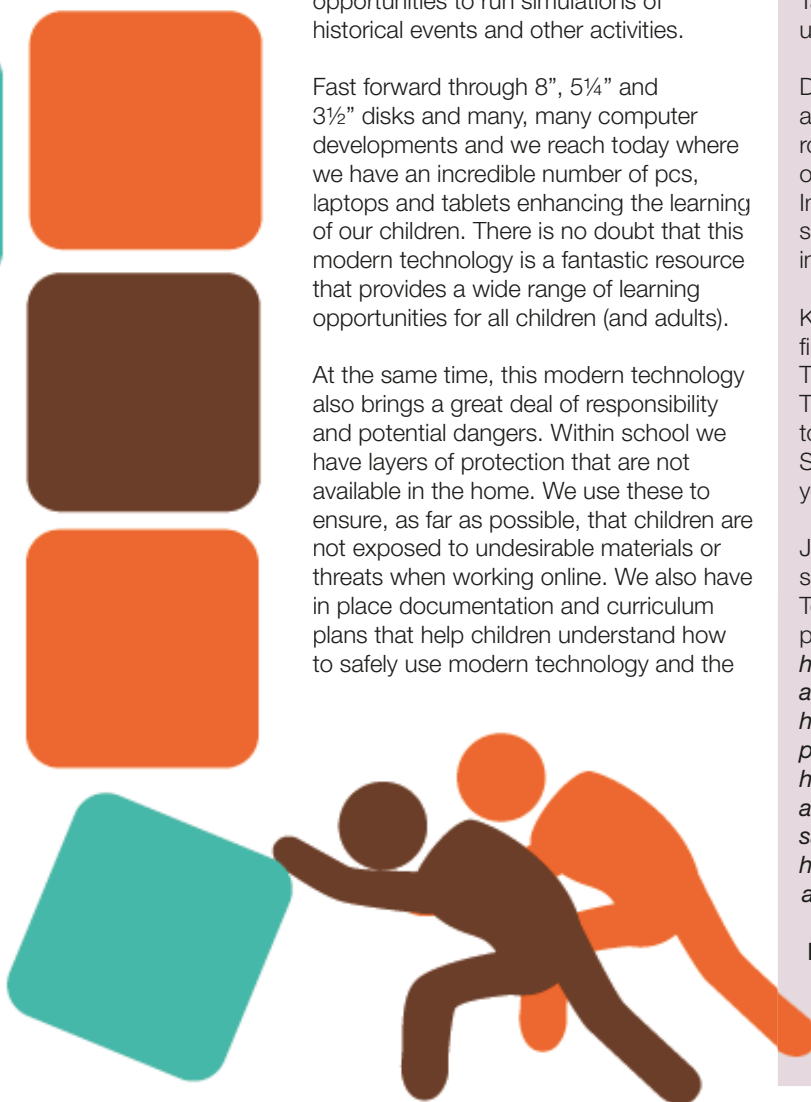 opportunities to run simulations of
historical events and other activities.
Fast forward through 8”, 5¼” and
3½” disks and many, many computer
developments and we reach today where
we have an incredible number of pcs,
laptops and tablets enhancing the learning
of our children. There is no doubt that this
modern technology is a fantastic resource
that provides a wide range of learning
opportunities for all children (and adults).
At the same time, this modern technology
also brings a great deal of responsibility
and potential dangers. Within school we
have layers of protection that are not
available in the home. We use these to
ensure, as far as possible, that children are
not exposed to undesirable materials or
threats when working online. We also have
in place documentation and curriculum
plans that help children understand how
to safely use modern technology and the